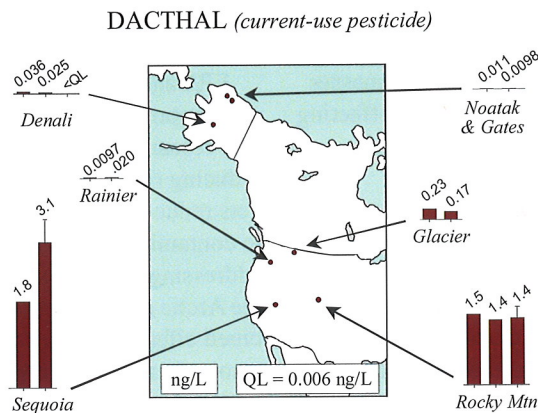 DACTHAL (current-use pesticide)
0.036 0.025 <QL
Denali
0.011 0.0098
Noatak
& Gates
0.0097 .020
Rainier
0.23 0.17
Glacier
1.8 3.1
Sequoia
1.5 1.4 1.4
Rocky Mtn
ng/L
QL = 0.006 ng/L